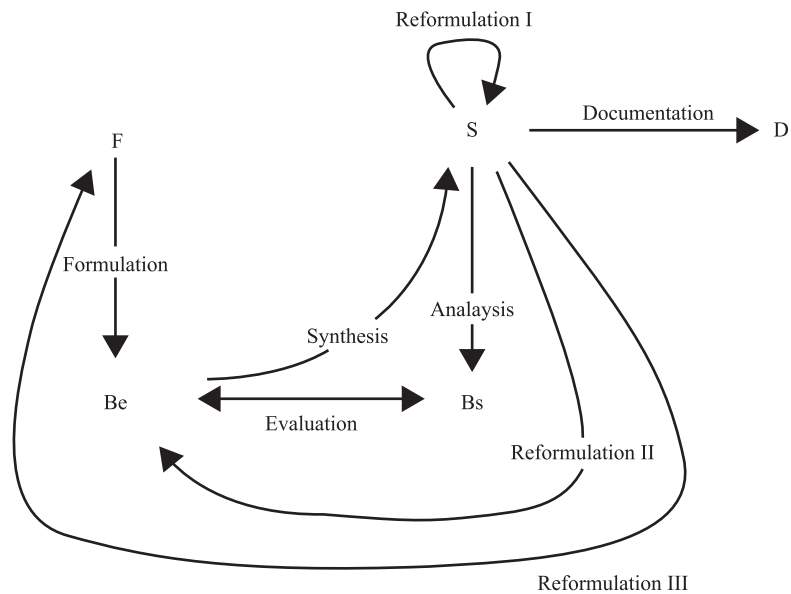 Reformulation I
Documentation
S
D
F
Formulation
Analaysis
Synthesis
Be
Bs
Evaluation
Reformulation II
Reformulation III